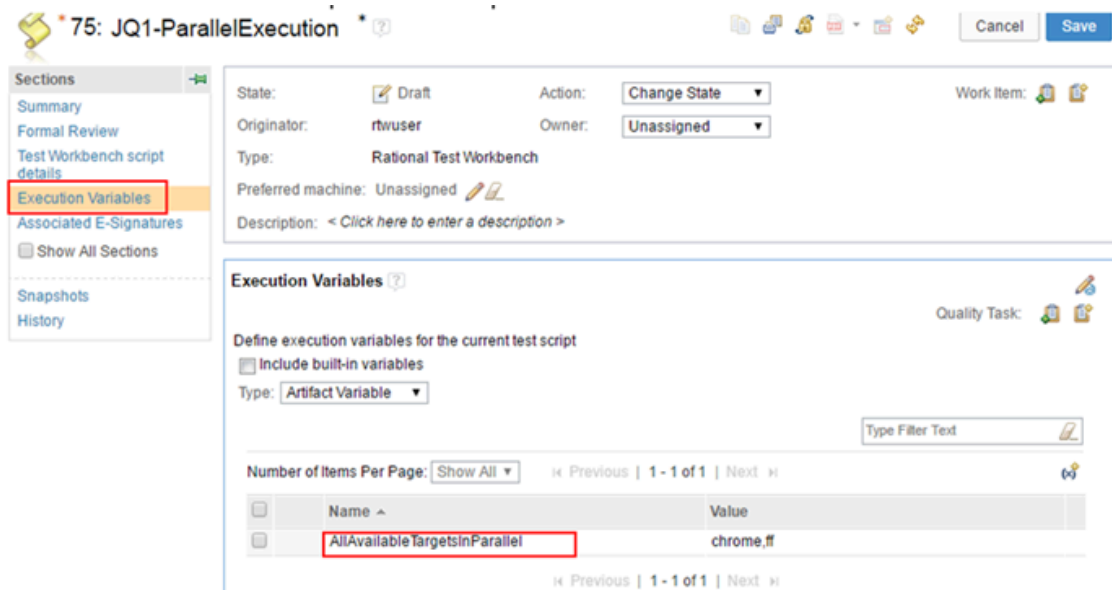 * 75: JQ1-ParallelExecution * ?
Cancel
Save
Sections
Summary
Formal Review
Test Workbench script
details
Execution Variables
Associated E-Signatures
Show All Sections
Snapshots
History
State: Draft Action: Change State
Work Item:
Originator: rtwuser Owner: Unassigned
Type: Rational Test Workbench
Preferred machine: Unassigned
Description: < Click here to enter a description >
Execution Variables ?
Quality Task:
Define execution variables for the current test script
Include built-in variables
Type: Artifact Variable
Type Filter Text
Number of Items Per Page: Show All Previous | 1 - 1 of 1 | Next
Name Value
AllAvailableTargetsInParallel chrome,ff
Previous | 1 - 1 of 1 | Next